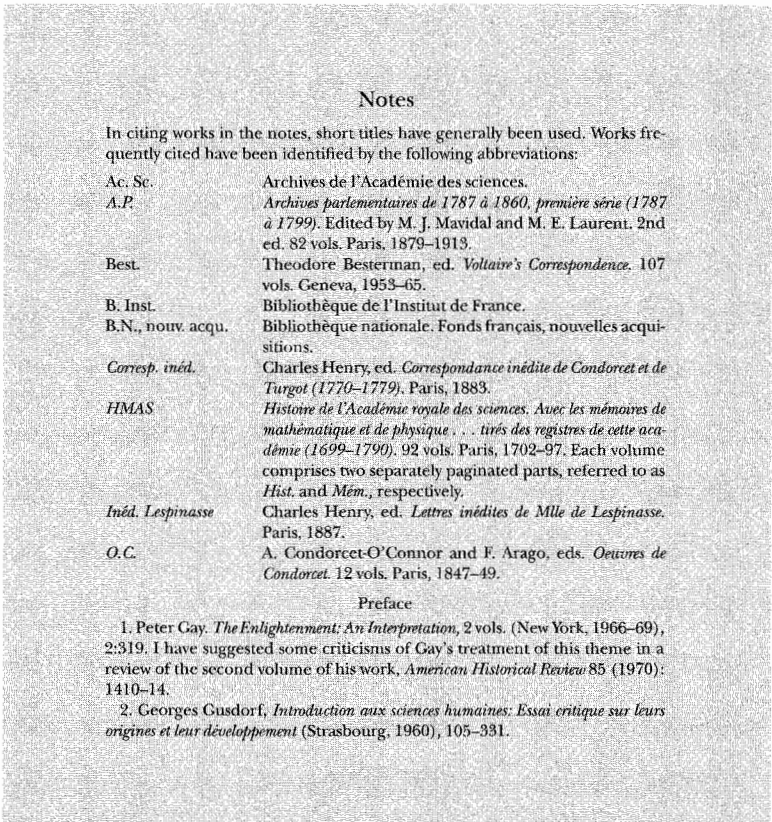 Notes
In citing works in the notes, short titles have generally been used. Works fre-
quently cited have been identified by the following abbreviations:
Ac. Sc. Archives de l'Académie des sciences.
A.P. Archives parlementaires de 1787 à 1860, première série (1787
à 1799). Edited by M. J. Mavidal and M. E. Laurent. 2nd
ed. 82 vols. Paris, 1879–1913.
Best. Theodore Besterman, ed. Voltaire's Correspondence. 107
vols. Geneva, 1953–65.
B. Inst. Bibliothèque de l'Institut de France.
B.N., nouv. acqu. Bibliothèque nationale. Fonds français, nouvelles acqui-
sitions.
Corresp. inéd. Charles Henry, ed. Correspondance inédite de Condorcet et de
Turgot (1770–1779). Paris, 1883.
HMAS Histoire de l'Académie royale des sciences. Avec les mémoires de
mathématique et de physique . . . tirés des registres de cette aca-
démie (1699–1790). 92 vols. Paris, 1702–97. Each volume
comprises two separately paginated parts, referred to as
Hist. and Mém., respectively.
Inéd. Lespinasse Charles Henry, ed. Lettres inédites de Mlle de Lespinasse.
Paris, 1887.
O.C. A. Condorcet-O'Connor and F. Arago, eds. Oeuvres de
Condorcet. 12 vols. Paris, 1847–49.
Preface
1. Peter Gay. The Enlightenment: An Interpretation, 2 vols. (New York, 1966–69),
2:319. I have suggested some criticisms of Gay's treatment of this theme in a
review of the second volume of his work, American Historical Review 85 (1970):
1410–14.
2. Georges Gusdorf, Introduction aux sciences humaines: Essai critique sur leurs
origines et leur développement (Strasbourg, 1960), 105–331.